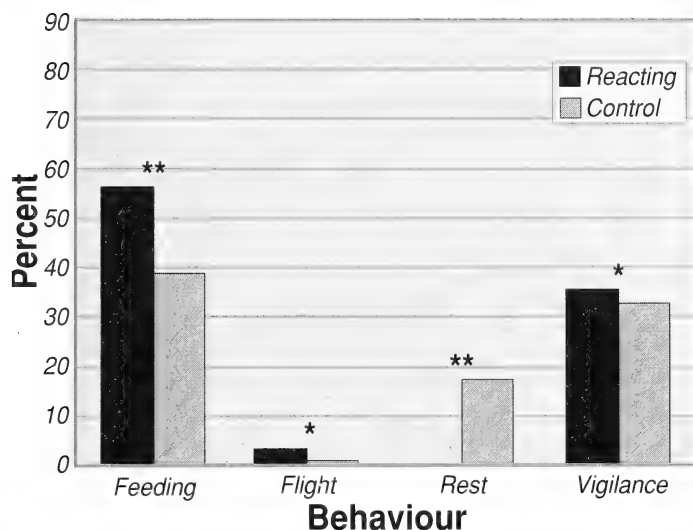 90
80
70
60
50
40
30
20
10
0
Percent
Reacting
Control
**
*
**
*
Feeding Flight Rest Vigilance
Behaviour